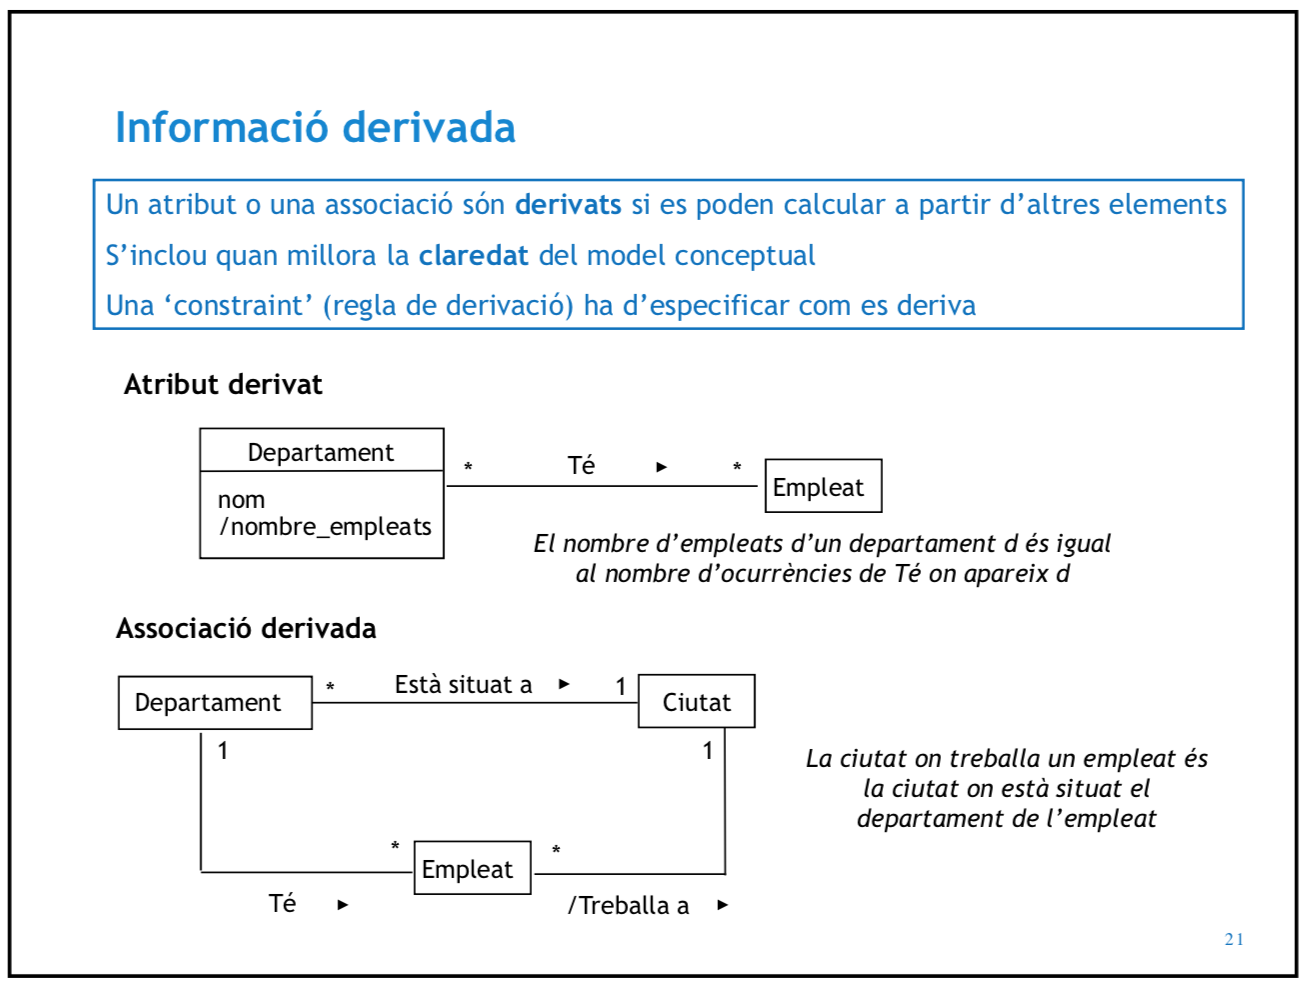 Informació derivada
Un atribut o una associació són derivats si es poden calcular a partir d’altres elements
S’inclou quan millora la claredat del model conceptual
Una ‘constraint’ (regla de derivació) ha d’especificar com es deriva
Atribut derivat
Departament
nom
/nombre_empleats
* Té ► *
Empleat
El nombre d’empleats d’un departament d és igual
al nombre d’ocurrències de Té on apareix d
Associació derivada
Departament
* Està situat a ► 1
Ciutat
1
1
La ciutat on treballa un empleat és
la ciutat on està situat el
departament de l’empleat
*
Empleat
*
Té ►
/Treballa a ►
21